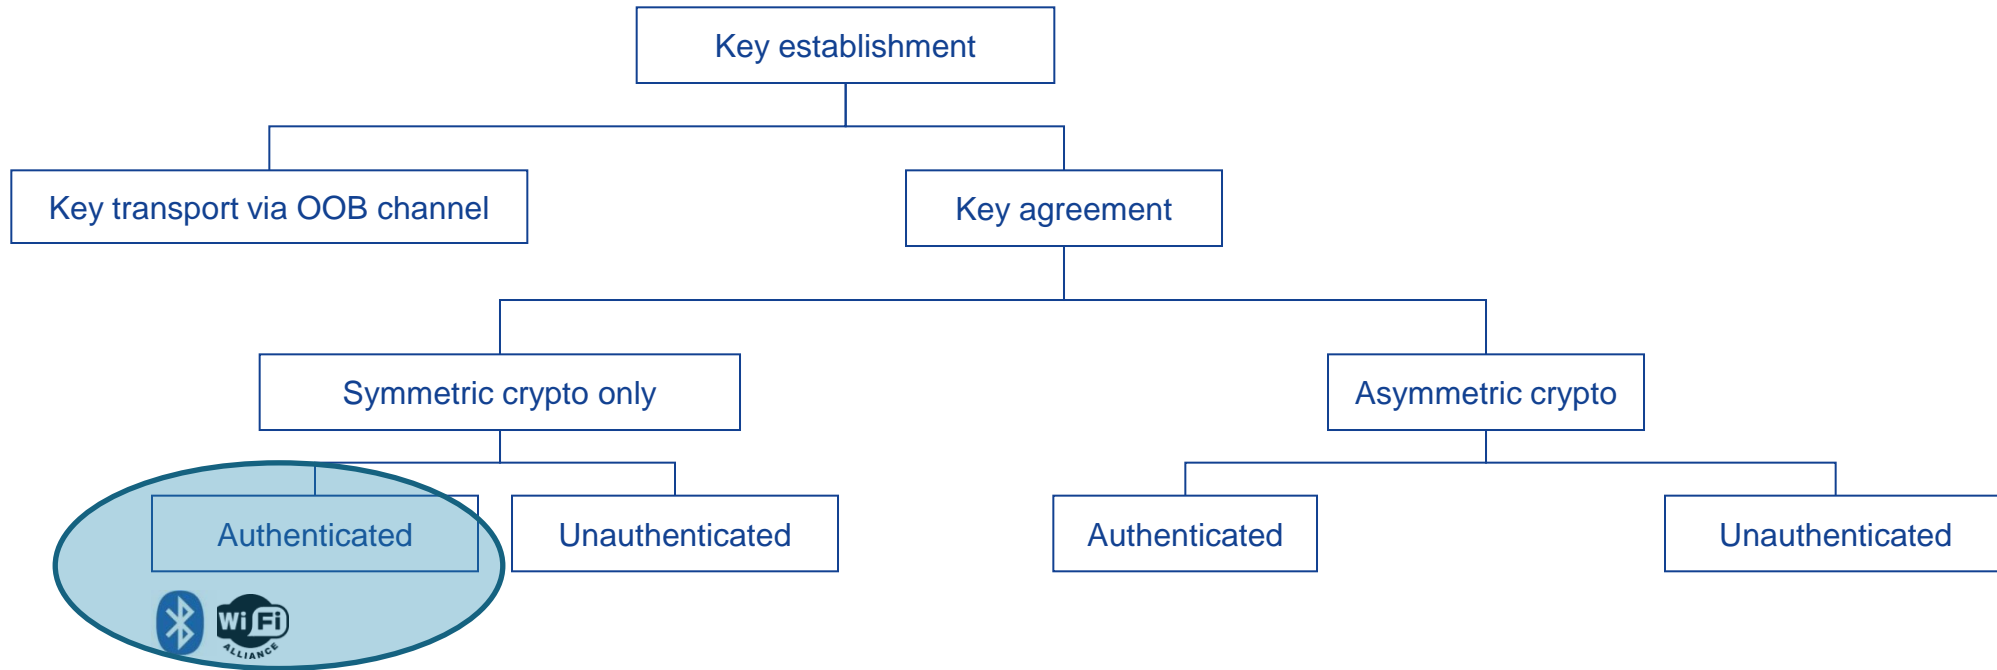 Key establishment
Key transport via OOB channel
Key agreement
Symmetric crypto only
Asymmetric crypto
Authenticated
Unauthenticated
Authenticated
Unauthenticated
Wi Fi
ALLIANCE